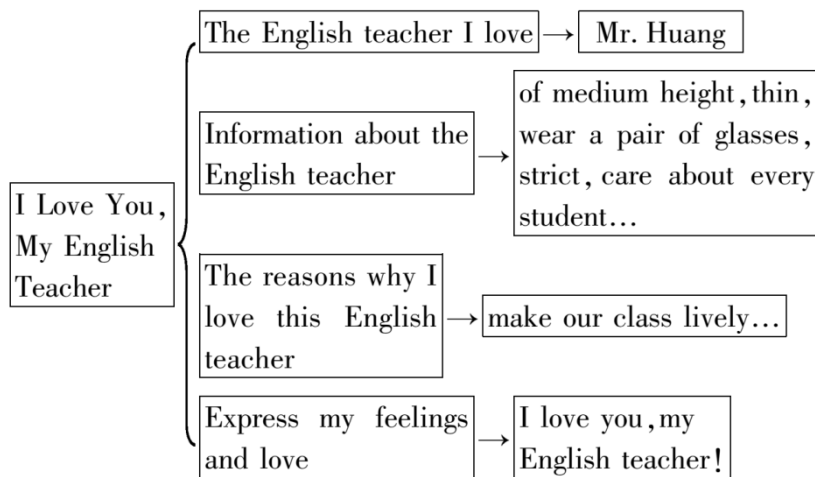 The English teacher I love → Mr. Huang
Information about the
English teacher
→
of medium height, thin,
wear a pair of glasses,
strict, care about every
student…
I Love You,
My English
Teacher
The reasons why I
love this English
teacher
→
make our class lively…
Express my feelings
and love
→
I love you, my
English teacher!